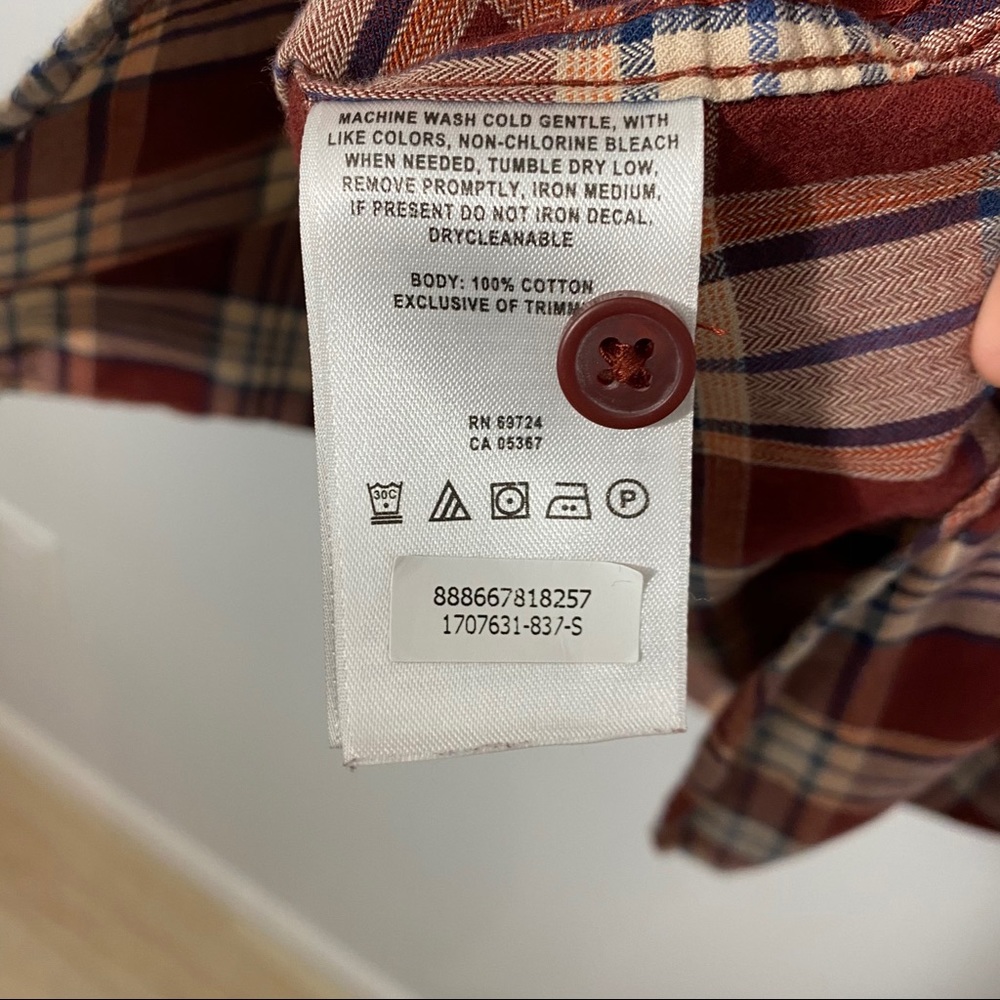 MACHINE WASH COLD GENTLE, WITH
LIKE COLORS, NON-CHLORINE BLEACH
WHEN NEEDED, TUMBLE DRY LOW,
REMOVE PROMPTLY, IRON MEDIUM,
IF PRESENT DO NOT IRON DECAL,
DRYCLEANABLE
BODY: 100% COTTON
EXCLUSIVE OF
RN 69724
CA 05367
30C
P
888667818257
1707631-837-S